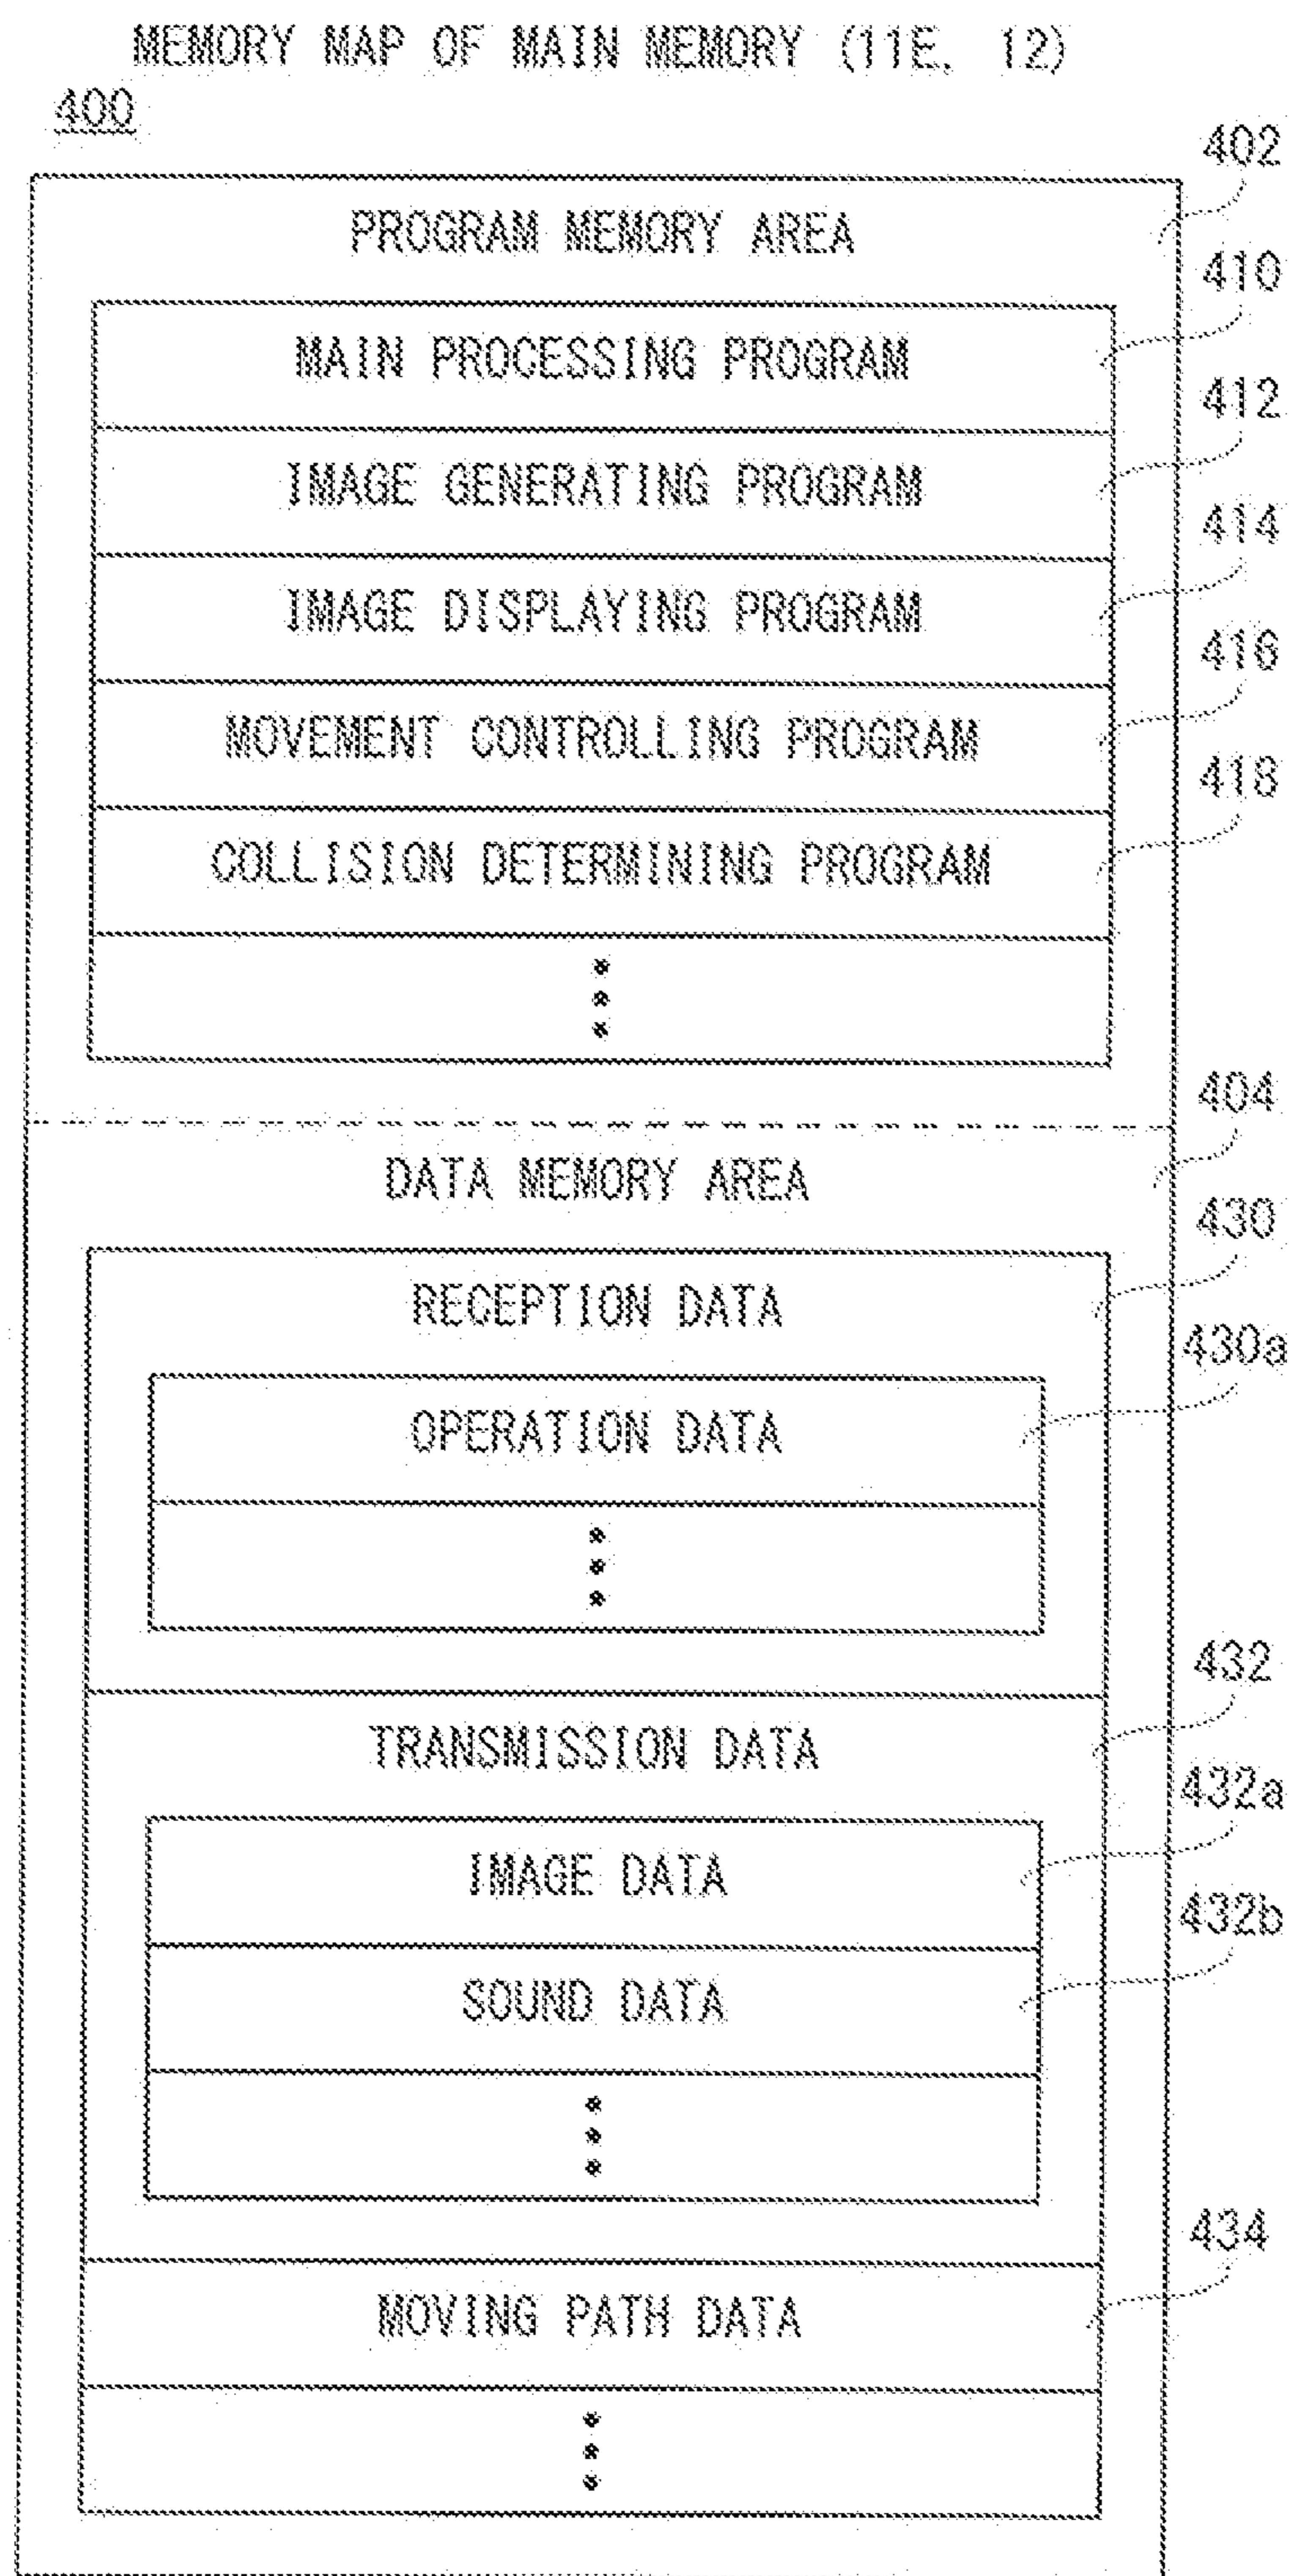 MEMORY MAP OF MAIN MEMORY (11E, 12)
400
402
PROGRAM MEMORY AREA
410
MAIN PROCESSING PROGRAM
412
IMAGE GENERATING PROGRAM
414
IMAGE DISPLAYING PROGRAM
416
MOVEMENT CONTROLLING PROGRAM
418
COLLISION DETERMINING PROGRAM
404
DATA MEMORY AREA
430
RECEPTION DATA
430a
OPERATION DATA
432
TRANSMISSION DATA
432a
IMAGE DATA
432b
SOUND DATA
434
MOVING PATH DATA